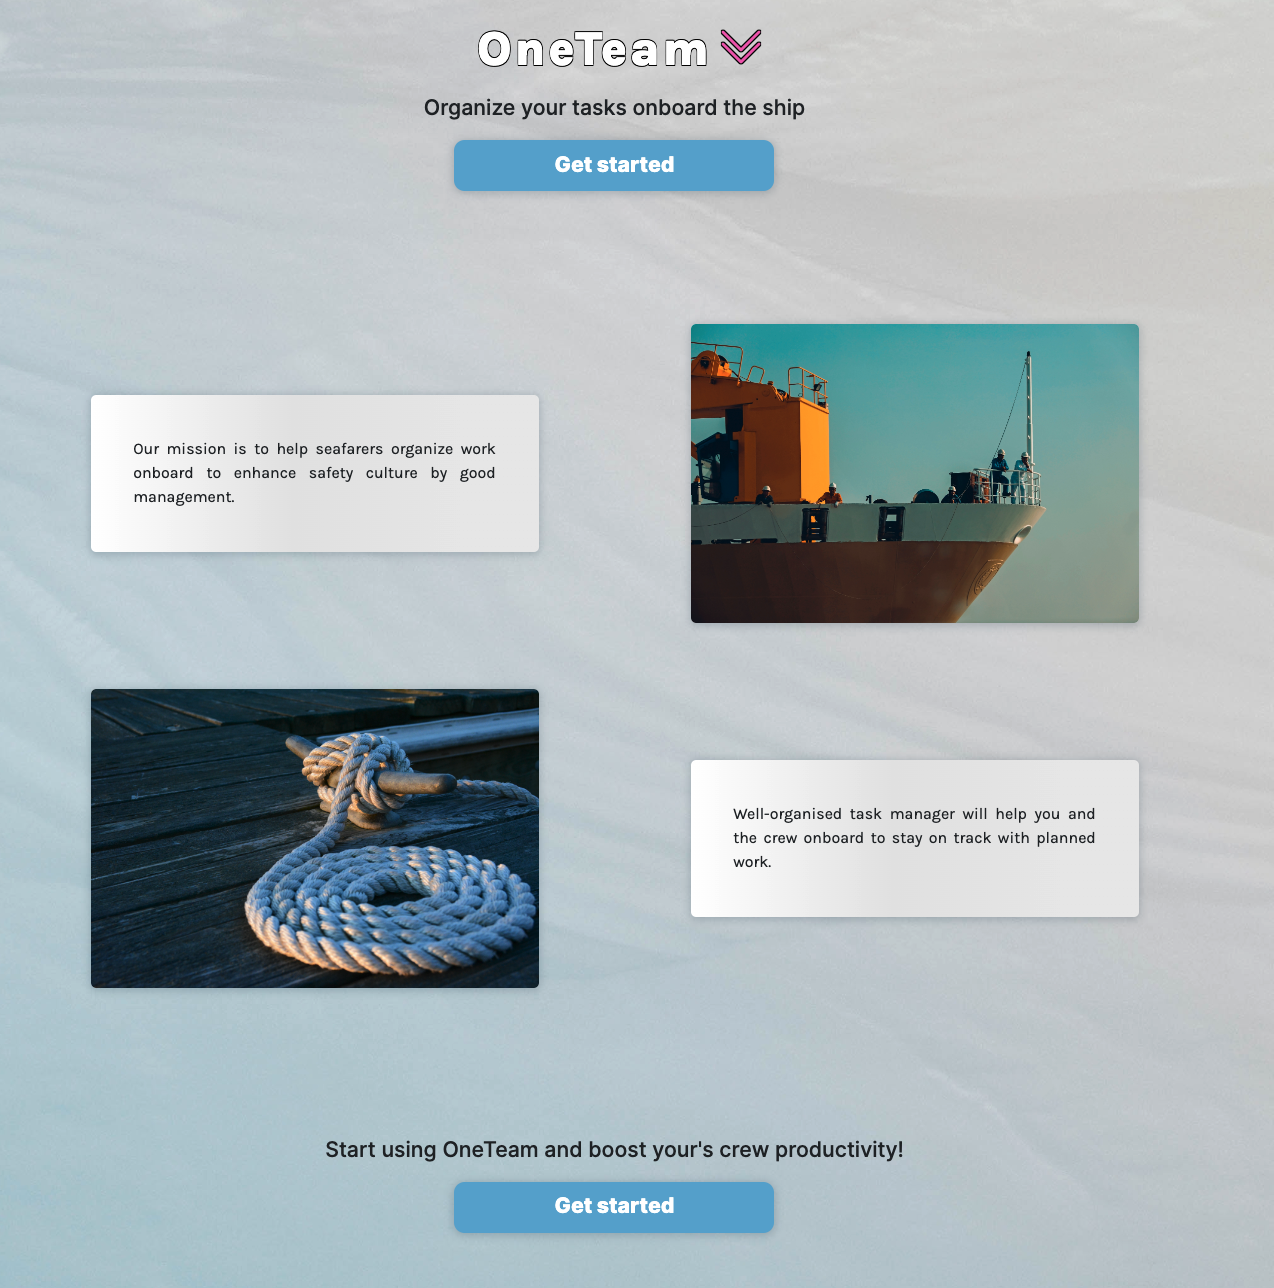 OneTeam
Organize your tasks onboard the ship
Get started
Our mission is to help seafarers organize work
onboard to enhance safety culture by good
management.
Well-organised task manager will help you and
the crew onboard to stay on track with planned
work.
Start using OneTeam and boost your's crew productivity!
Get started